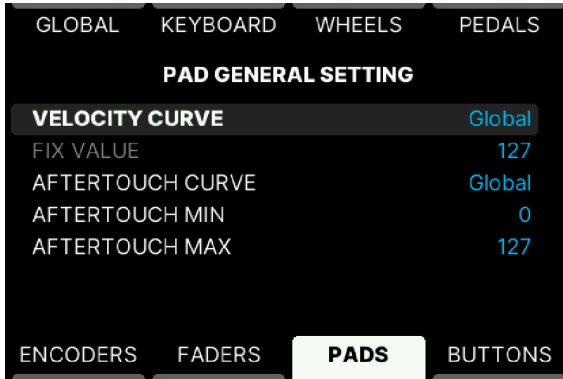 GLOBAL KEYBOARD WHEELS PEDALS
PAD GENERAL SETTING
VELOCITY CURVE Global
FIX VALUE 127
AFTERTOUCH CURVE Global
AFTERTOUCH MIN 0
AFTERTOUCH MAX 127
ENCODERS FADERS PADS BUTTONS